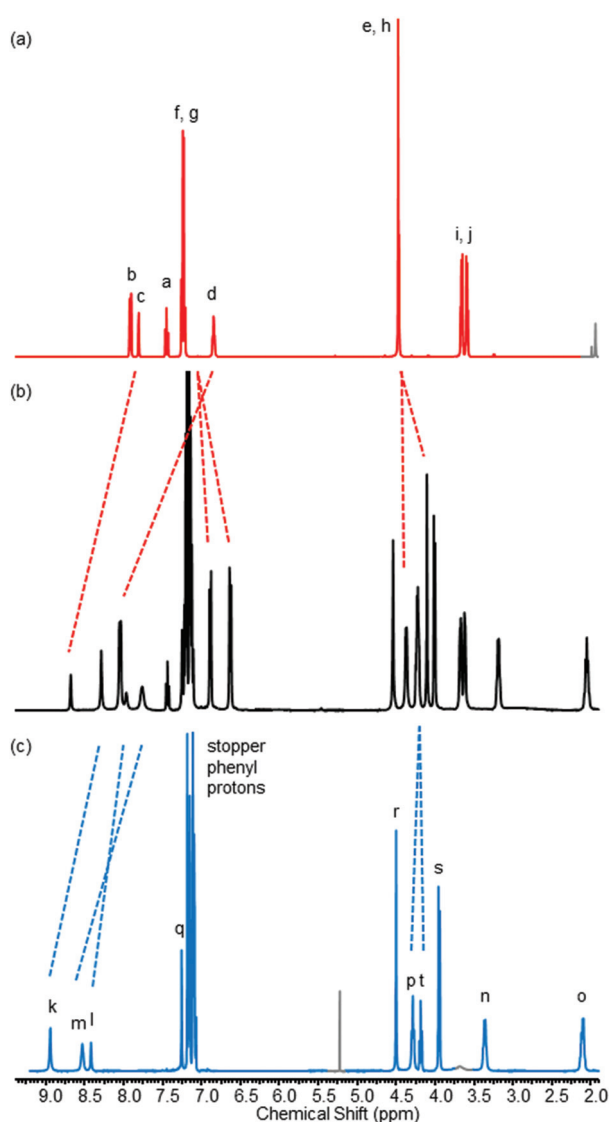 (a)
e, h
f, g
b
c
a
d
i, j
(b)
(c)
stopper
phenyl
protons
r
s
q
k
m
l
p
t
n
o
9.0 8.5 8.0 7.5 7.0 6.5 6.0 5.5 5.0 4.5 4.0 3.5 3.0 2.5 2.0
Chemical Shift (ppm)